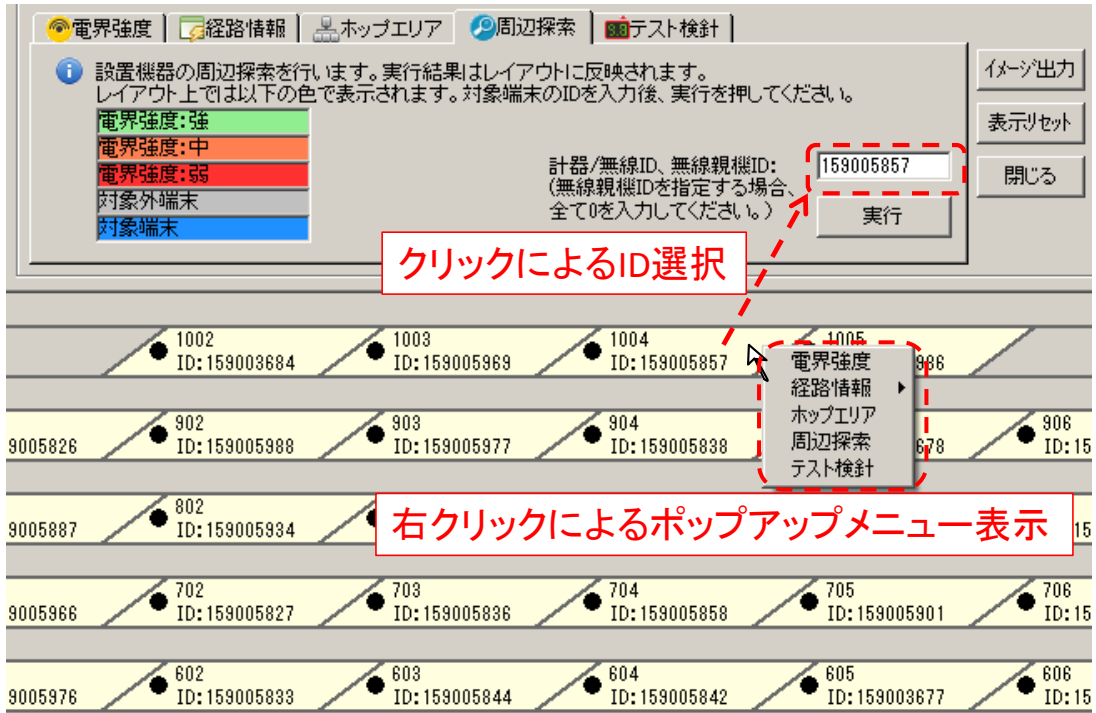 電界強度 経路情報 ホップエリア 周辺探索 テスト検針
設置機器の周辺探索を行います。実行結果はレイアウトに反映されます。
レイアウト上では以下の色で表示されます。対象端末のIDを入力後、実行を押してください。
電界強度:強
電界強度:中
電界強度:弱
対象外端末
対象端末
計器/無線ID、無線親機ID:
(無線親機IDを指定する場合、
全て0を入力してください。)
159005857
実行
イメージ出力
表示リセット
閉じる
クリックによるID選択
1002 1003 1004 1005
ID:159003684 ID:159005969 ID:159005857 986
電界強度
経路情報
ホップエリア
周辺探索
テスト検針
902 903 904 906
9005826 ID:159005988 ID:159005977 ID:159005838 678 ID:15
右クリックによるポップアップメニュー表示
802
9005887 ID:159005934 15
702 703 704 705 706
9005966 ID:159005827 ID:159005836 ID:159005858 ID:159005901 ID:15
602 603 604 605 606
9005976 ID:159005833 ID:159005844 ID:159005842 ID:159003677 ID:15